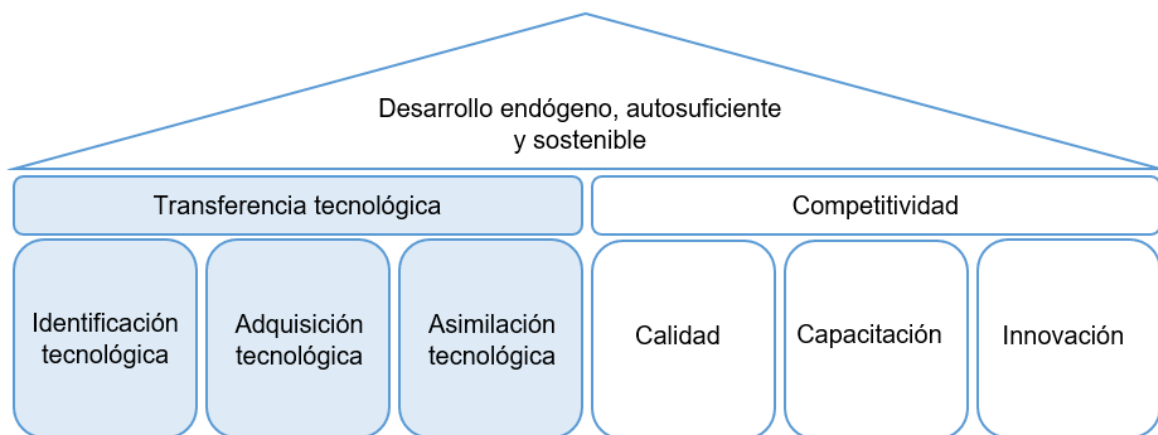 Desarrollo endógeno, autosuficiente
y sostenible
Transferencia tecnológica
Competitividad
Identificación
tecnológica
Adquisición
tecnológica
Asimilación
tecnológica
Calidad
Capacitación
Innovación